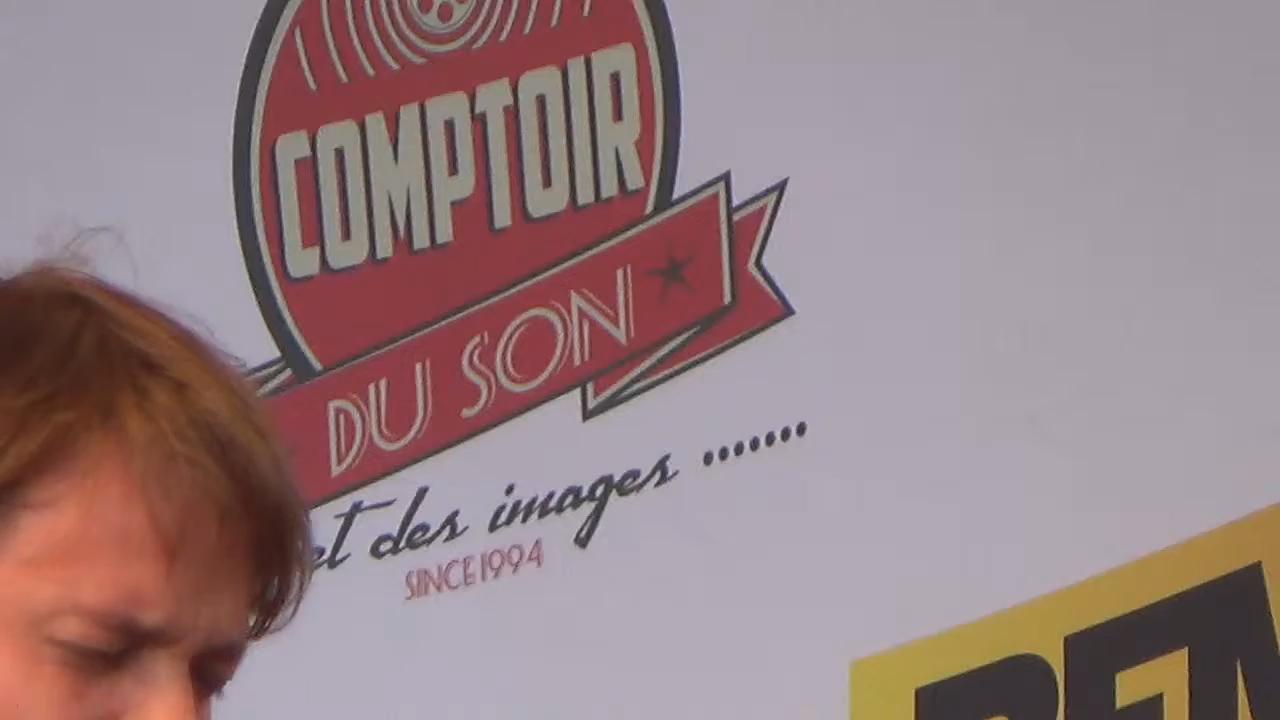 COMPTOIR
DU SON
et des images .......
SINCE 1994